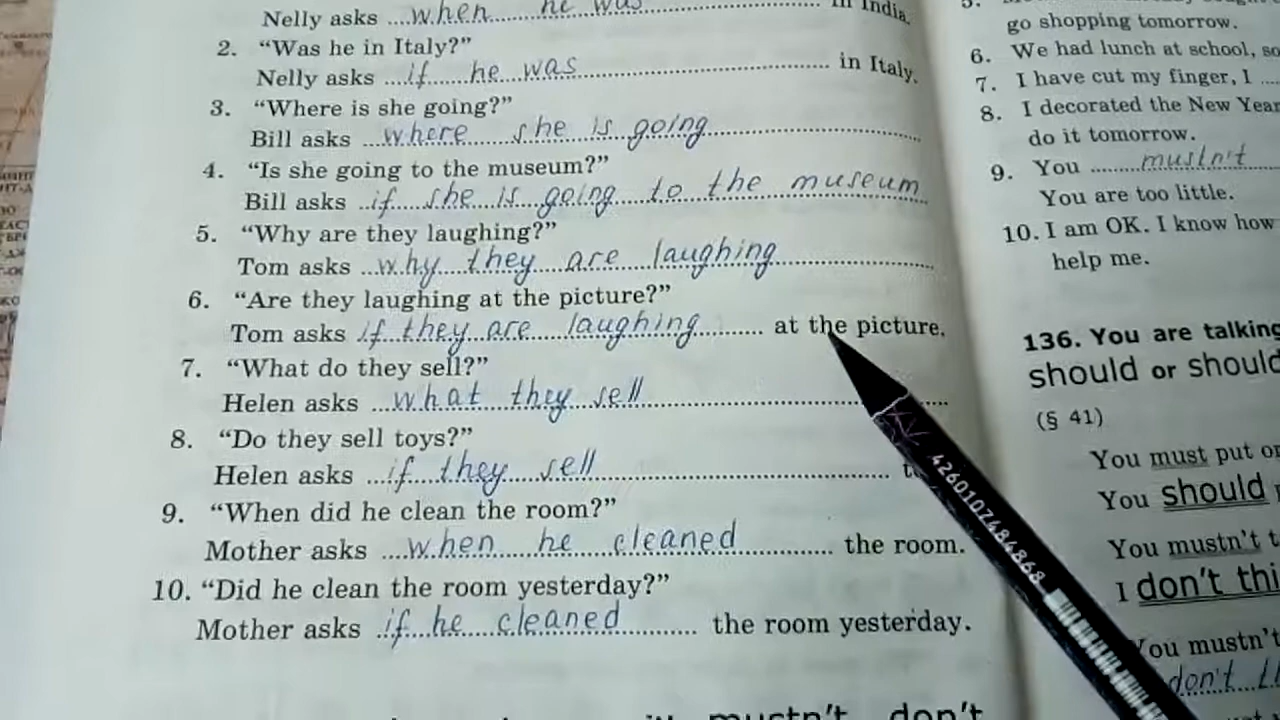 Nelly asks when he was in India.
2. "Was he in Italy?"
Nelly asks if he was in Italy.
3. "Where is she going?"
Bill asks where she is going
4. "Is she going to the museum?"
Bill asks if she is going to the museum
5. "Why are they laughing?"
Tom asks why they are laughing
6. "Are they laughing at the picture?"
Tom asks if they are laughing at the picture.
7. "What do they sell?"
Helen asks what they sell
8. "Do they sell toys?"
Helen asks if they sell
9. "When did he clean the room?"
Mother asks when he cleaned the room.
10. "Did he clean the room yesterday?"
Mother asks if he cleaned the room yesterday.
mustn't don't
go shopping tomorrow.
6. We had lunch at school, so
7. I have cut my finger, I
8. I decorated the New Year
do it tomorrow.
9. You mustn't
You are too little.
10. I am OK. I know how
help me.
136. You are talking
should or should
(§ 41)
You must put on
You should
You mustn't
I don't thi
You mustn't
don't
4260107484868